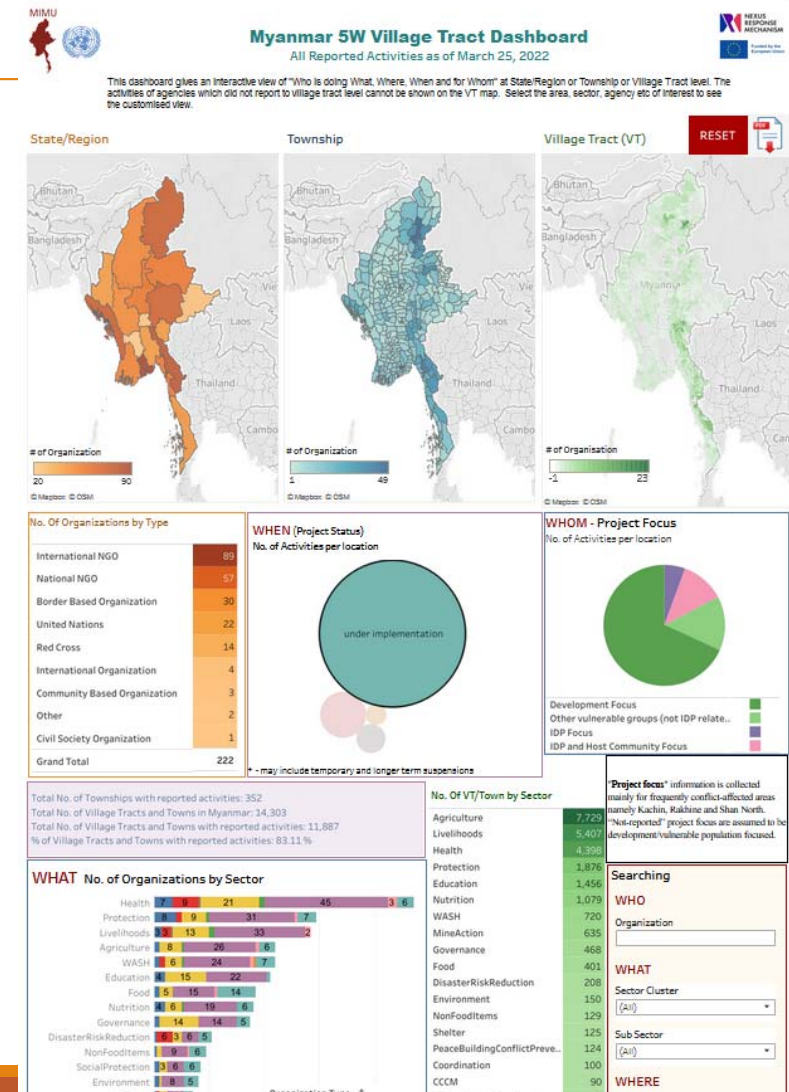 MIMU
Myanmar 5W Village Tract Dashboard
All Reported Activities as of March 25, 2022
NEXUS
RESPONSE
MECHANISM
Funded by the
European Union
This dashboard gives an interactive view of "Who is doing What, Where, When and for Whom" at State/Region or Township or Village Tract level. The
activities of agencies which did not report to village tract level cannot be shown on the VT map. Select the area, sector, agency etc of interest to see
the customised view.
State/Region
Township
Village Tract (VT)
RESET
PDF
Bhutan
Bangladesh
Vie
Laos
Thailand
Cambo
# of Organization
20
90
© Mapbox © OSM
Bhutan
Bangladesh
Vie
Laos
Thailand
Cambo
# of Organization
1
49
© Mapbox © OSM
Bhutan
Bangladesh
Myanmar
Laos
Thailand
Cam
# of Organisation
-1
23
© Mapbox © OSM
No. Of Organizations by Type
International NGO 89
National NGO 57
Border Based Organization 30
United Nations 22
Red Cross 14
International Organization 4
Community Based Organization 3
Other 2
Civil Society Organization 1
Grand Total 222
WHEN (Project Status)
No. of Activities per location
under implementation
* - may include temporary and longer term suspensions
WHOM - Project Focus
No. of Activities per location
Development Focus
Other vulnerable groups (not IDP relate..
IDP Focus
IDP and Host Community Focus
"Project focus" information is collected
mainly for frequently conflict-affected areas
namely Kachin, Rakhine and Shan North.
"Not-reported" project focus are assumed to be
development/vulnerable population focused.
Total No. of Townships with reported activities: 352
Total No. of Village Tracts and Towns in Myanmar: 14,303
Total No. of Village Tracts and Towns with reported activities: 11,887
% of Village Tracts and Towns with reported activities: 83.11 %
WHAT No. of Organizations by Sector
Health 7 9 21 45 3 6
Protection 8 9 31 7
Livelihoods 3 3 13 33 2
Agriculture 8 26 6
WASH 6 24 7
Education 4 15 22
Food 5 15 14
Nutrition 4 6 19 6
Governance 14 14 5
DisasterRiskReduction 6 3 6 5
NonFoodItems 9 6
SocialProtection 3 6 6
Environment 8 5
No. Of VT/Town by Sector
Agriculture 7,729
Livelihoods 5,407
Health 4,398
Protection 1,876
Education 1,456
Nutrition 1,079
WASH 720
MineAction 635
Governance 468
Food 401
DisasterRiskReduction 208
Environment 150
NonFoodItems 129
Shelter 125
PeaceBuildingConflictPreve.. 124
Coordination 100
CCCM 90
Searching
WHO
Organization
WHAT
Sector Cluster
(All)
Sub Sector
(All)
WHERE